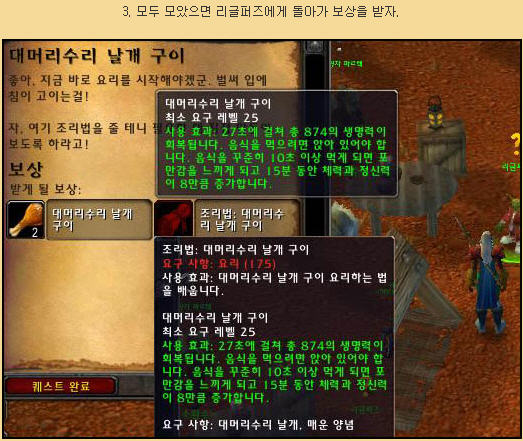 3. 모두 모았으면 리글퍼즈에게 돌아가 보상을 받자.
대머리수리 날개 구이
좋아, 지금 바로 요리를 시작해야겠군. 벌써 입에
침이 고이는걸!
자, 여기 조리법을 줄 테니
보도록 하라고!
보상
받게 될 보상:
2
대머리수리 날개
구이
조리법: 대머리수
리 날개 구이
퀘스트 완료
대머리수리 날개 구이
최소 요구 레벨 25
사용 효과: 27초에 걸쳐 총 874의 생명력이
회복됩니다. 음식을 먹으려면 앉아 있어야 합
니다. 음식을 꾸준히 10초 이상 먹게 되면 포
만감을 느끼게 되고 15분 동안 체력과 정신력
이 8만큼 증가합니다.
조리법: 대머리수리 날개 구이
요구 사항: 요리 (175)
사용 효과: 대머리수리 날개 구이 요리하는 법
을 배웁니다.
대머리수리 날개 구이
최소 요구 레벨 25
사용 효과: 27초에 걸쳐 총 874의 생명력이
회복됩니다. 음식을 먹으려면 앉아 있어야 합
니다. 음식을 꾸준히 10초 이상 먹게 되면 포
만감을 느끼게 되고 15분 동안 체력과 정신력
이 8만큼 증가합니다.
요구 사항: 대머리수리 날개, 매운 양념